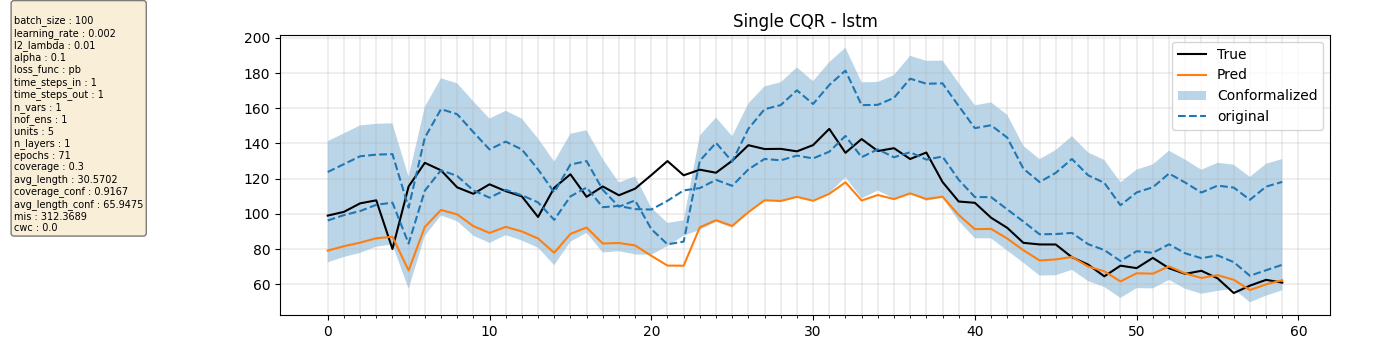 batch_size : 100
learning_rate : 0.002
l2_lambda : 0.01
alpha : 0.1
loss_func : pb
time_steps_in : 1
time_steps_out : 1
n_vars : 1
nof_ens : 1
units : 5
n_layers : 1
epochs : 71
coverage : 0.3
avg_length : 30.5702
coverage_conf : 0.9167
avg_length_conf : 65.9475
mis : 312.3689
cwc : 0.0
Single CQR - lstm
200
180
160
140
120
100
80
60
True
Pred
Conformalized
original
0 10 20 30 40 50 60